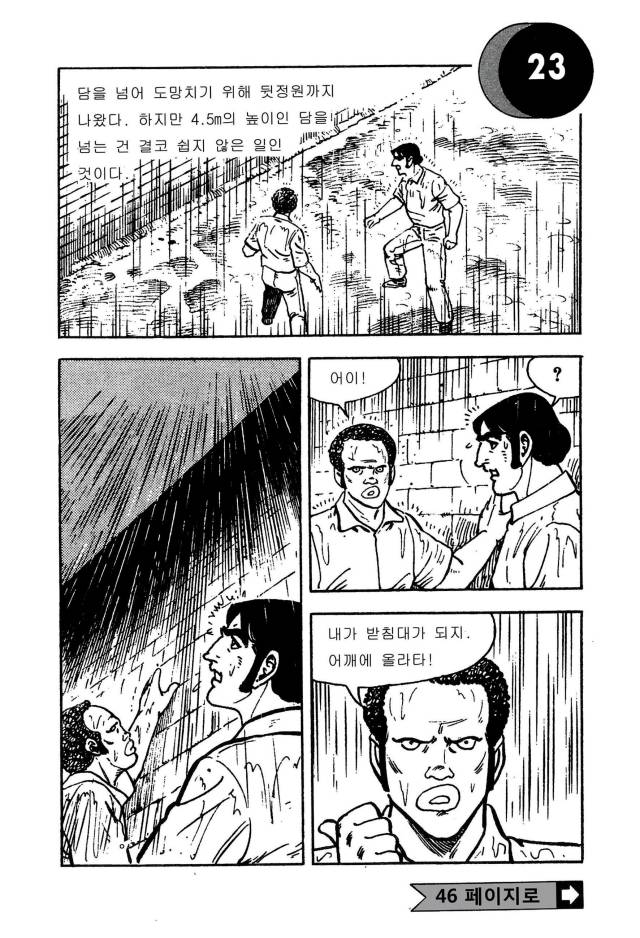 23
담을 넘어 도망치기 위해 뒷정원까지
나왔다. 하지만 4.5m의 높이인 담을
넘는 건 결코 쉽지 않은 일인
것이다.
어이!
?
내가 받침대가 되지.
어깨에 올라타!
46 페이지로